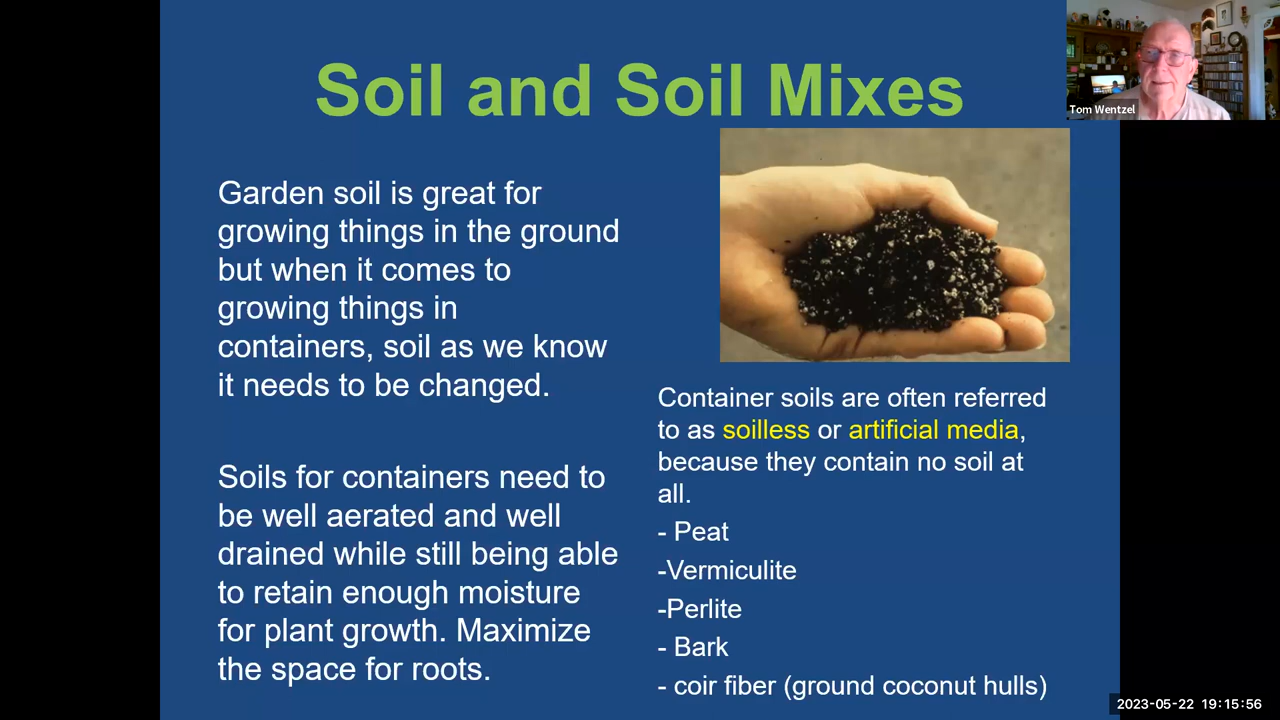 Soil and Soil Mixes
Tom Wentzel
Garden soil is great for
growing things in the ground
but when it comes to
growing things in
containers, soil as we know
it needs to be changed.
Soils for containers need to
be well aerated and well
drained while still being able
to retain enough moisture
for plant growth. Maximize
the space for roots.
Container soils are often referred
to as soilless or artificial media,
because they contain no soil at
all.
- Peat
-Vermiculite
-Perlite
- Bark
- coir fiber (ground coconut hulls)
2023-05-22 19:15:56